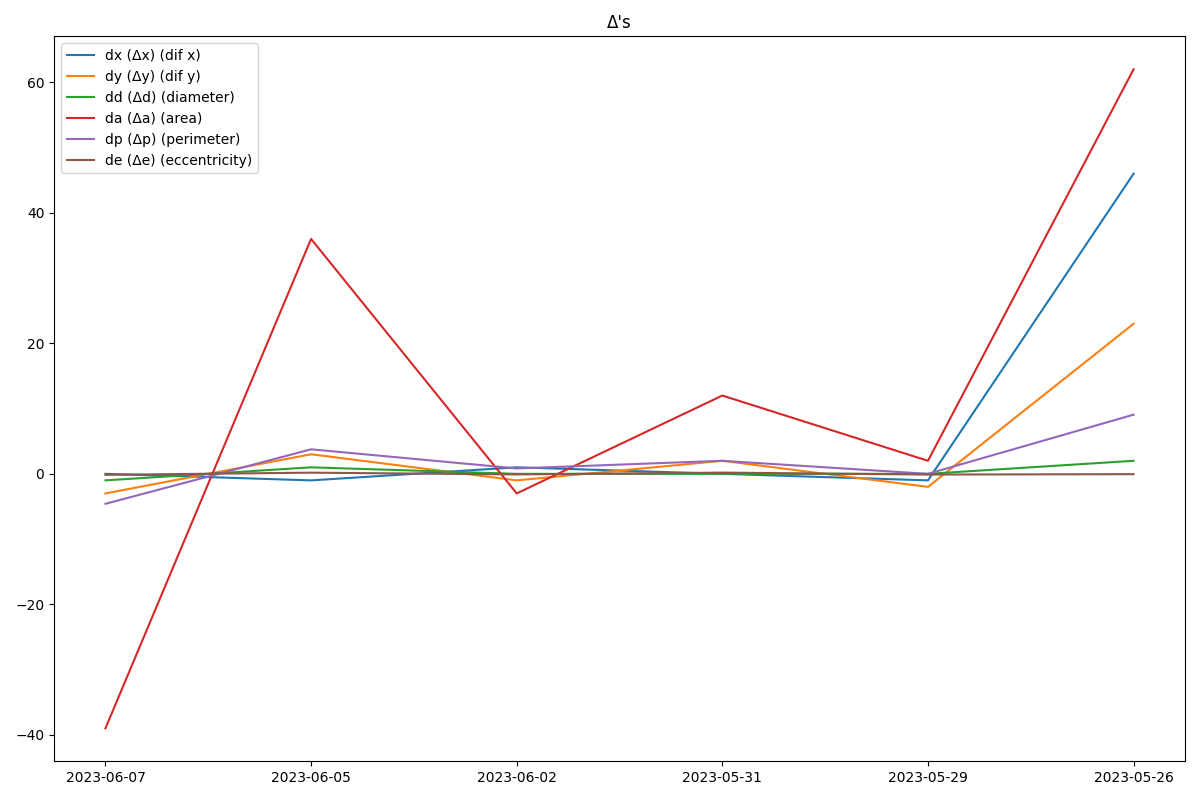 Δ's
dx (Δx) (dif x)
dy (Δy) (dif y)
dd (Δd) (diameter)
da (Δa) (area)
dp (Δp) (perimeter)
de (Δe) (eccentricity)
60
40
20
0
−20
−40
2023-06-07 2023-06-05 2023-06-02 2023-05-31 2023-05-29 2023-05-26